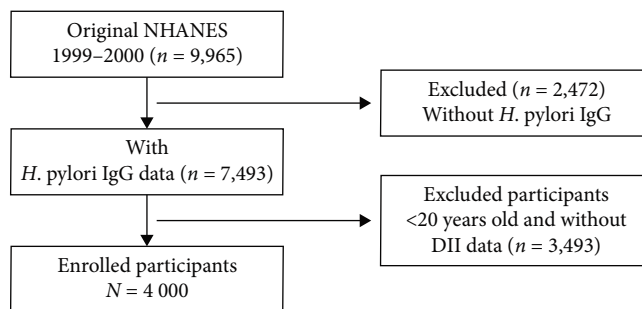 Original NHANES
1999–2000 (n = 9,965)
Excluded (n = 2,472)
Without H. pylori IgG
With
H. pylori IgG data (n = 7,493)
Excluded participants
<20 years old and without
DII data (n = 3,493)
Enrolled participants
N = 4 000